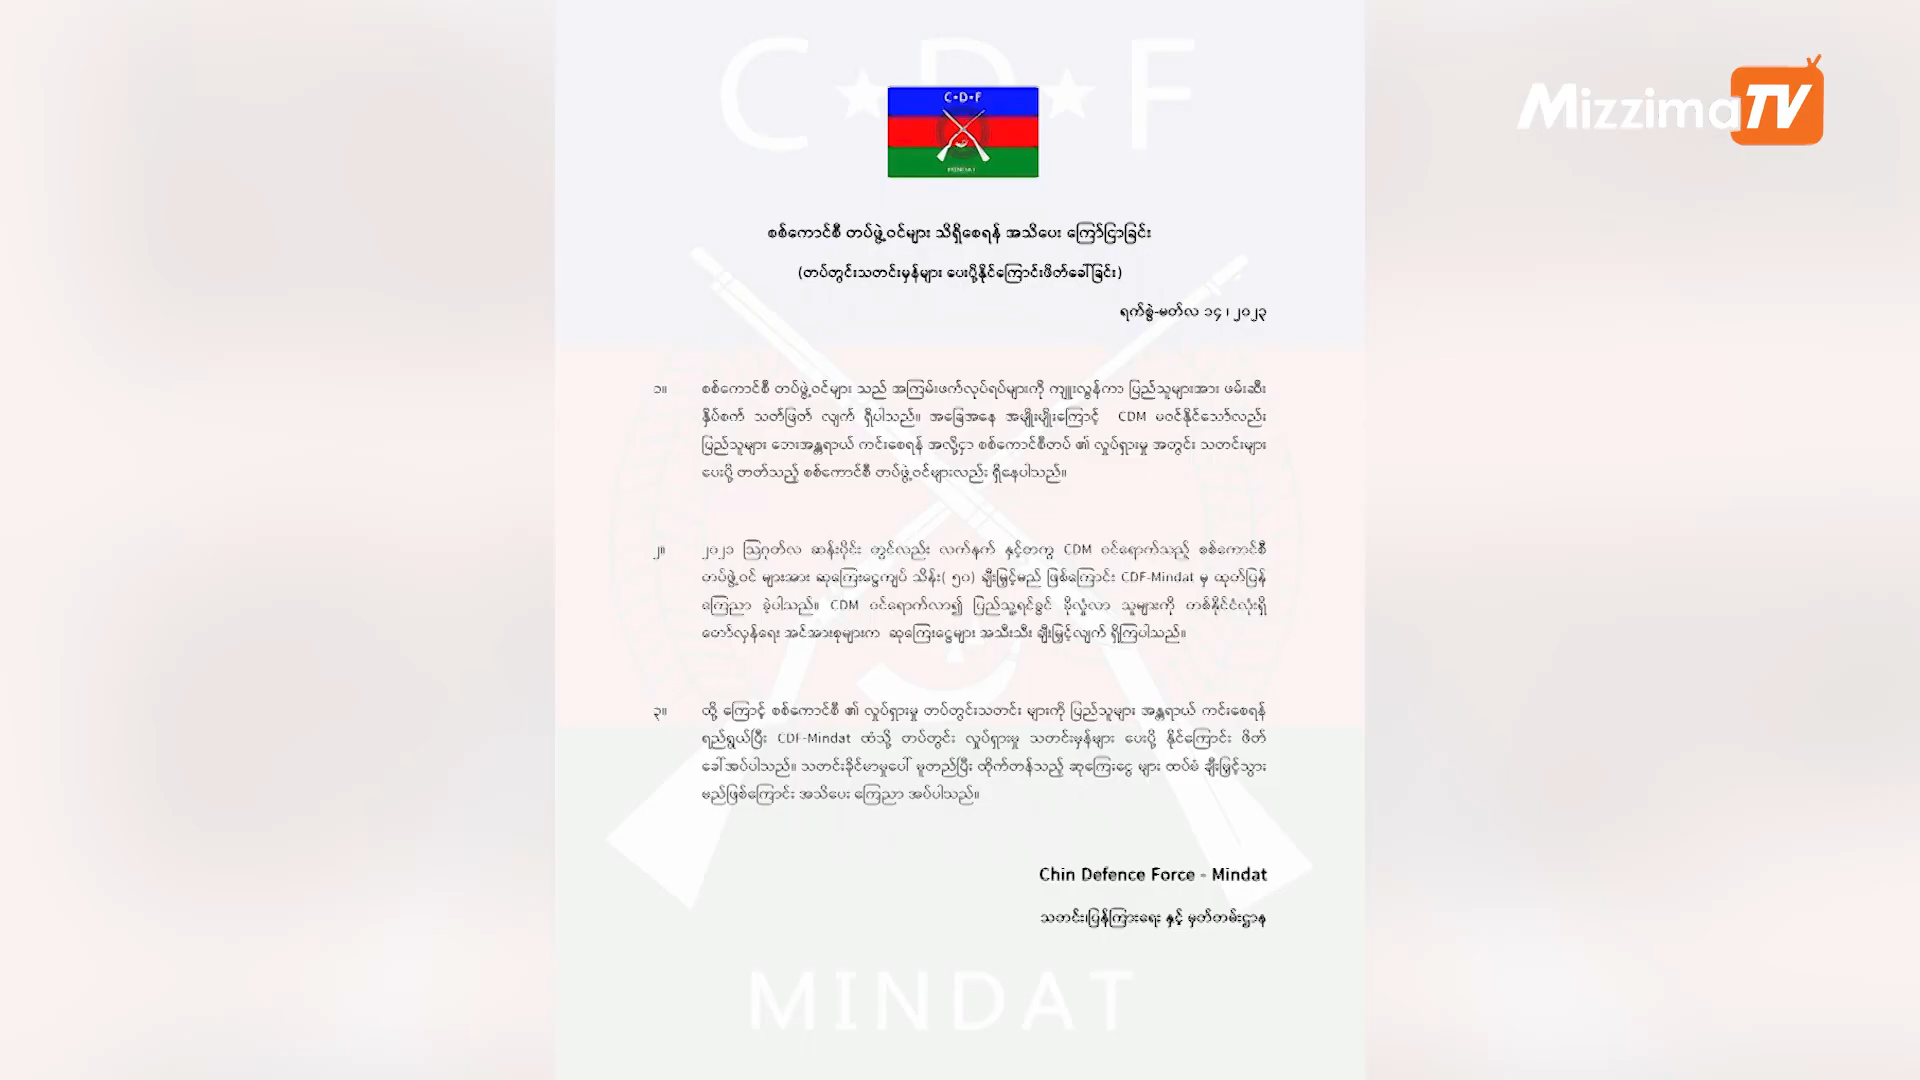 C★D★F
MizzimaTV
C•D•F
MINDAT
စစ်ကောင်စီ တပ်ဖွဲ့ဝင်များ သိရှိစေရန် အသိပေး ကြော်ငြာခြင်း
(တပ်တွင်းသတင်းမှန်များ ပေးပို့နိုင်ကြောင်းဖိတ်ခေါ်ခြင်း)
ရက်စွဲ-မတ်လ ၁၄ ၊ ၂၀၂၃
၁။ စစ်ကောင်စီ တပ်ဖွဲ့ဝင်များ သည် အကြမ်းဖက်လုပ်ရပ်များကို ကျူးလွန်ကာ ပြည်သူများအား ဖမ်းဆီး
နှိပ်စက် သတ်ဖြတ် လျက် ရှိပါသည်။ အခြေအနေ အမျိုးမျိုးကြောင့် CDM မဝင်နိုင်သော်လည်း
ပြည်သူများ ဘေးအန္တရာယ် ကင်းစေရန် အလို့ငှာ စစ်ကောင်စီတပ် ၏ လှုပ်ရှားမှု အတွင်း သတင်းများ
ပေးပို့ တတ်သည့် စစ်ကောင်စီ တပ်ဖွဲ့ဝင်များလည်း ရှိနေပါသည်။
၂။ ၂၀၂၁ ဩဂုတ်လ ဆန်းပိုင်း တွင်လည်း လက်နက် နှင့်တကွ CDM ဝင်ရောက်သည့် စစ်ကောင်စီ
တပ်ဖွဲ့ဝင် များအား ဆုကြေးငွေကျပ် သိန်း( ၅၀) ချီးမြှင့်မည် ဖြစ်ကြောင်း CDF-Mindat မှ ထုတ်ပြန်
ကြေညာ ခဲ့ပါသည်။ CDM ဝင်ရောက်လာ၍ ပြည်သူ့ရင်ခွင် ခိုလှုံလာ သူများကို တစ်နိုင်ငံလုံးရှိ
တော်လှန်ရေး အင်အားစုများက ဆုကြေးငွေများ အသီးသီး ချီးမြှင့်လျက် ရှိကြပါသည်။
၃။ ထို့ ကြောင့် စစ်ကောင်စီ ၏ လှုပ်ရှားမှု တပ်တွင်းသတင်း များကို ပြည်သူများ အန္တရာယ် ကင်းစေရန်
ရည်ရွယ်ပြီး CDF-Mindat ထံသို့ တပ်တွင်း လှုပ်ရှားမှု သတင်းမှန်များ ပေးပို့ နိုင်ကြောင်း ဖိတ်
ခေါ်အပ်ပါသည်။ သတင်းခိုင်မာမှုပေါ် မူတည်ပြီး ထိုက်တန်သည့် ဆုကြေးငွေ များ ထပ်မံ ချီးမြှင့်သွား
မည်ဖြစ်ကြောင်း အသိပေး ကြေညာ အပ်ပါသည်။
Chin Defence Force - Mindat
သတင်း၊ပြန်ကြားရေး နှင့် မှတ်တမ်းဌာန
MINDAT